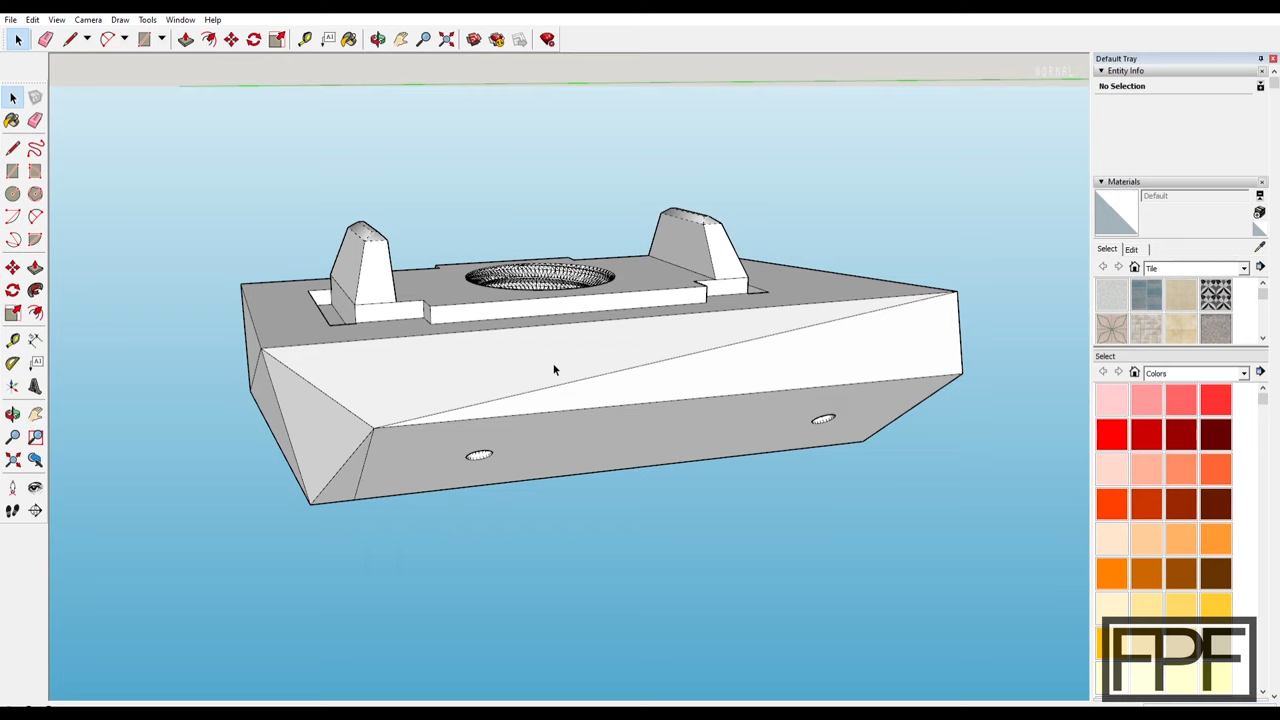 File Edit View Camera Draw Tools Window Help
Default Tray
Entity Info
No Selection
NORMAL
Materials
Default
Select Edit
Tile
Select
Colors
FPF